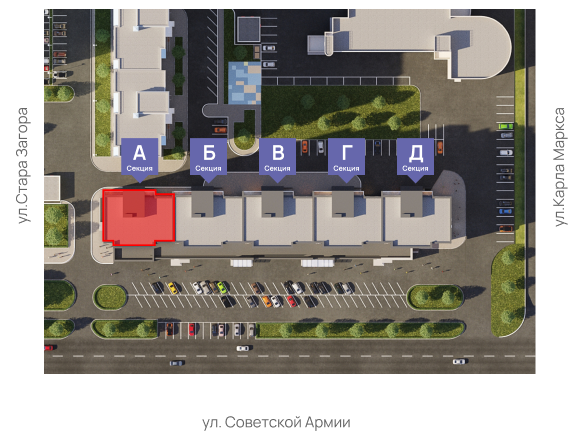 ул.Стара Загора
ул.Карла Маркса
А
Секция
Б
Секция
В
Секция
Г
Секция
Д
Секция
ул. Советской Армии